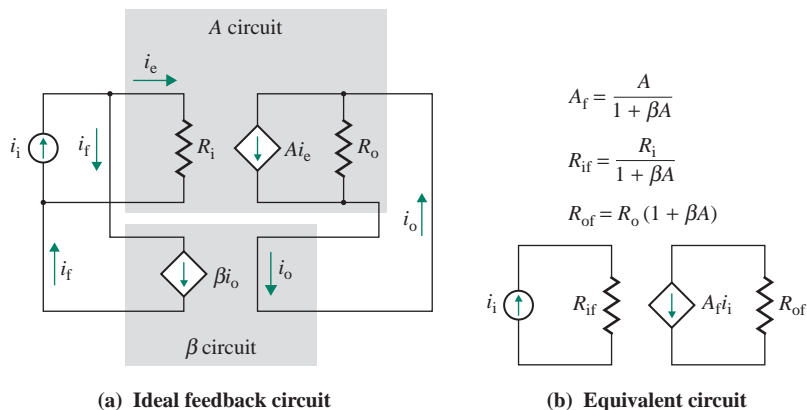 A circuit
i_e
i_i
i_f
R_i
Ai_e
R_o
i_o
i_f
βi_o
i_o
β circuit
(a) Ideal feedback circuit
A_f = A / (1 + βA)
R_if = R_i / (1 + βA)
R_of = R_o (1 + βA)
i_i
R_if
A_f i_i
R_of
(b) Equivalent circuit